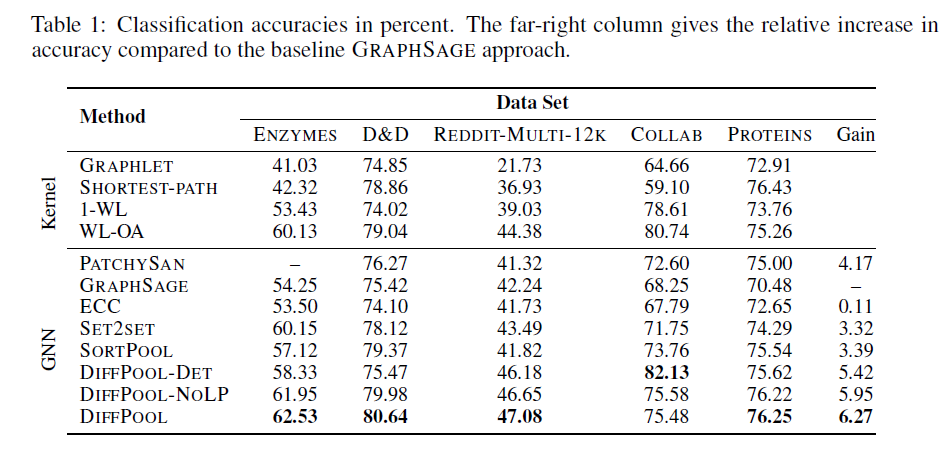 Table 1: Classification accuracies in percent. The far-right column gives the relative increase in
accuracy compared to the baseline GRAPHSAGE approach.
Method
Data Set
ENZYMES D&D REDDIT-MULTI-12K COLLAB PROTEINS Gain
Kernel
GRAPHLET 41.03 74.85 21.73 64.66 72.91
SHORTEST-PATH 42.32 78.86 36.93 59.10 76.43
1-WL 53.43 74.02 39.03 78.61 73.76
WL-OA 60.13 79.04 44.38 80.74 75.26
GNN
PATCHYSAN – 76.27 41.32 72.60 75.00 4.17
GRAPHSAGE 54.25 75.42 42.24 68.25 70.48 –
ECC 53.50 74.10 41.73 67.79 72.65 0.11
SET2SET 60.15 78.12 43.49 71.75 74.29 3.32
SORTPOOL 57.12 79.37 41.82 73.76 75.54 3.39
DIFFPOOL-DET 58.33 75.47 46.18 82.13 75.62 5.42
DIFFPOOL-NOLP 61.95 79.98 46.65 75.58 76.22 5.95
DIFFPOOL 62.53 80.64 47.08 75.48 76.25 6.27